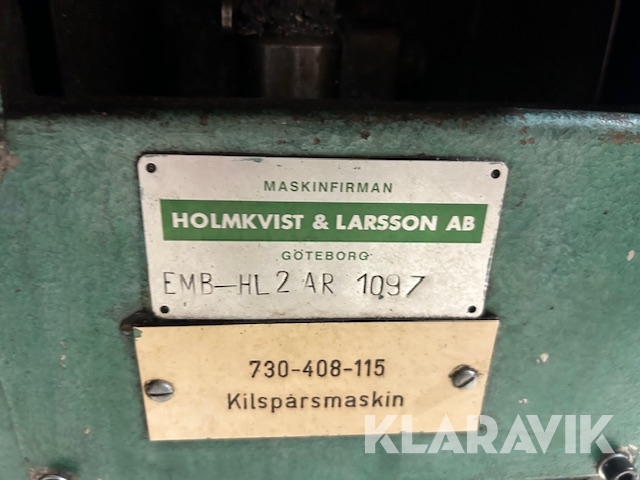 MASKINFIRMAN
HOLMKVIST & LARSSON AB
GÖTEBORG
EMB-HL 2 AR 1097
730-408-115
Kilspårsmaskin
KLARAVIK